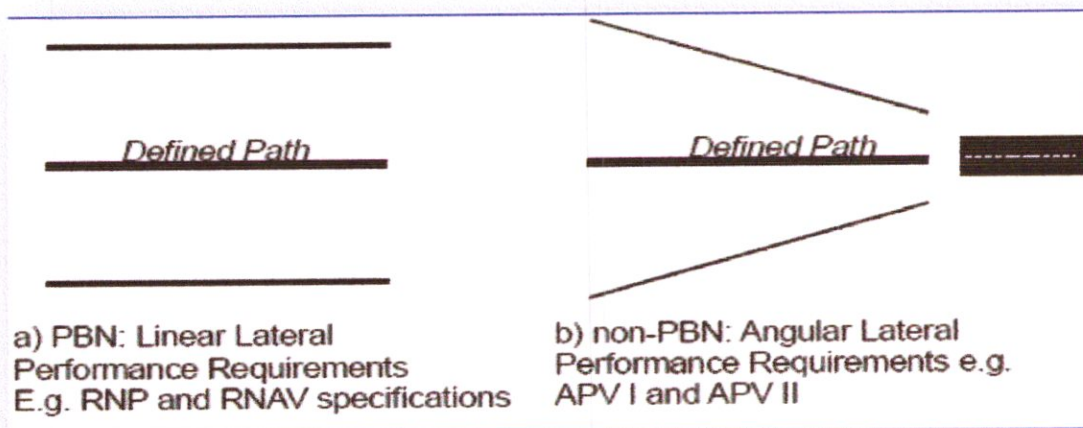 Defined Path
Defined Path
a) PBN: Linear Lateral
Performance Requirements
E.g. RNP and RNAV specifications
b) non-PBN: Angular Lateral
Performance Requirements e.g.
APV I and APV II